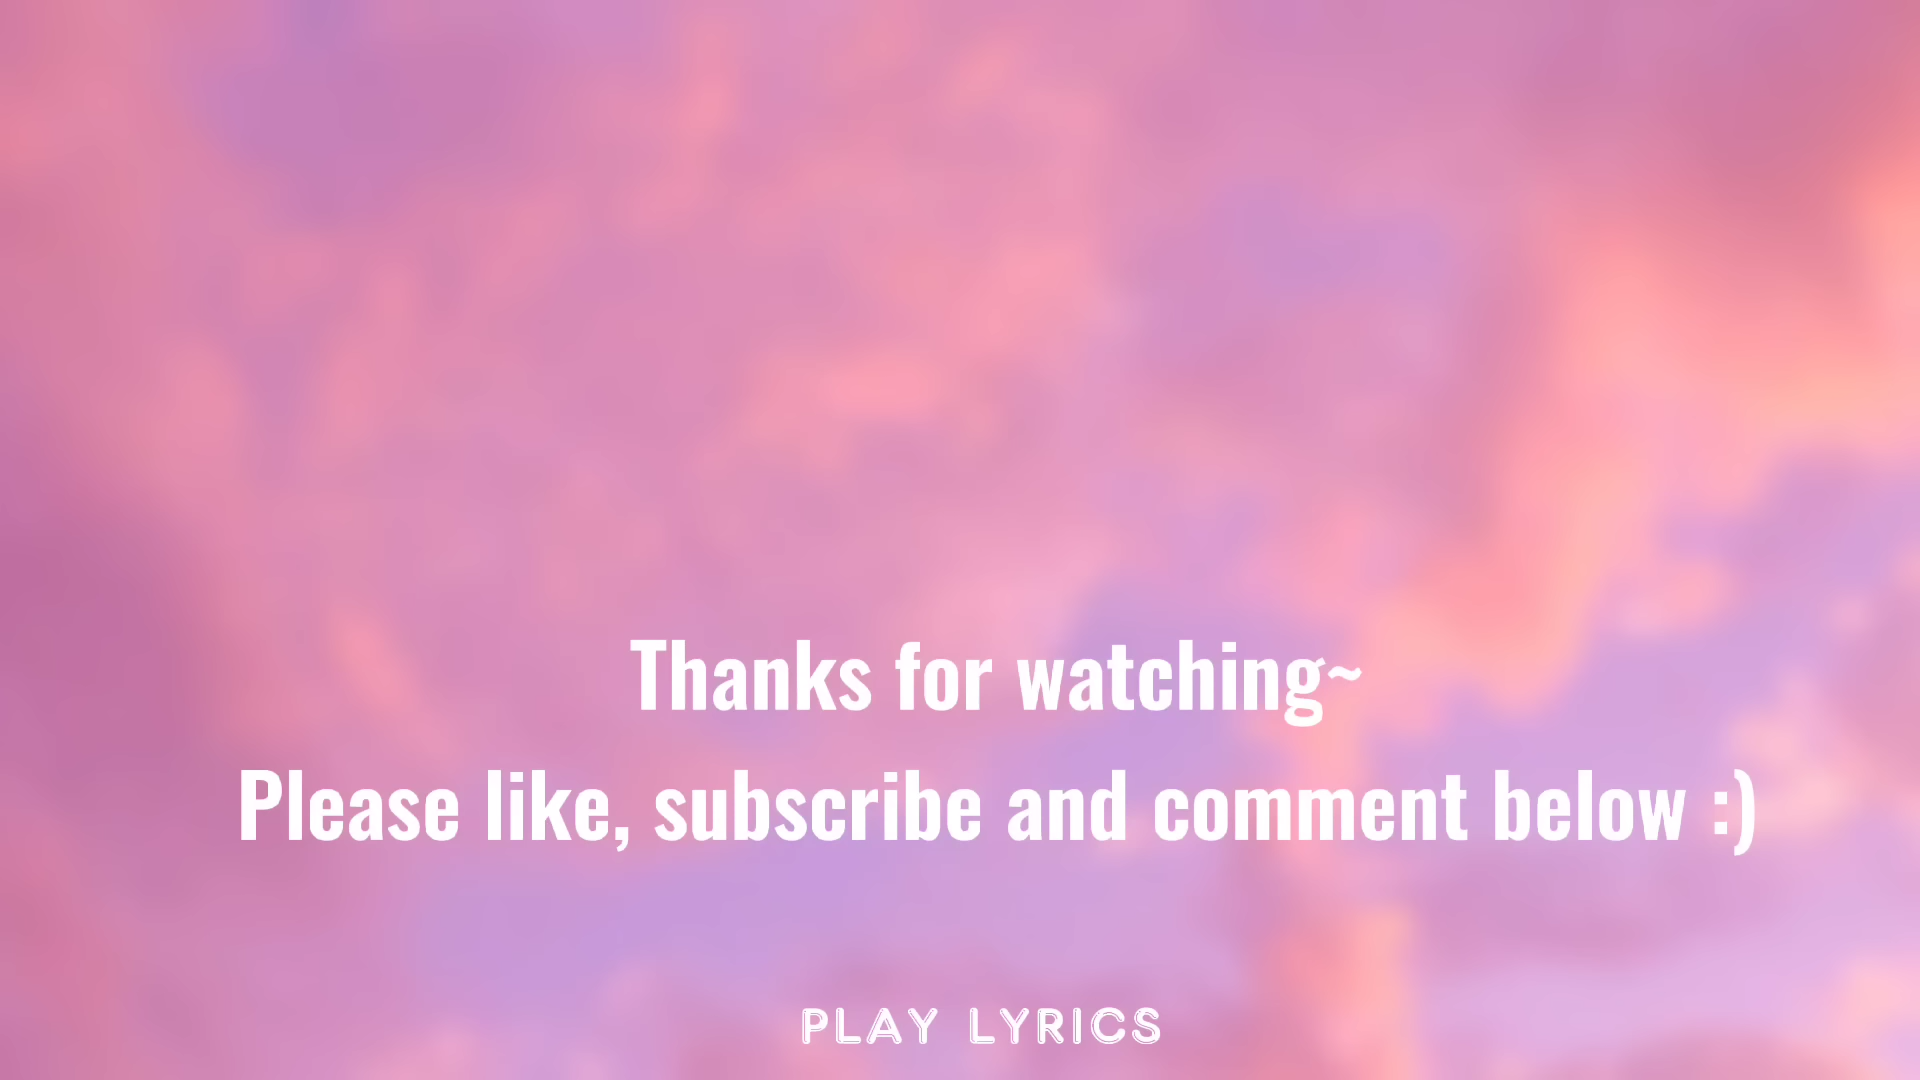 Thanks for watching~
Please like, subscribe and comment below :)
PLAY LYRICS